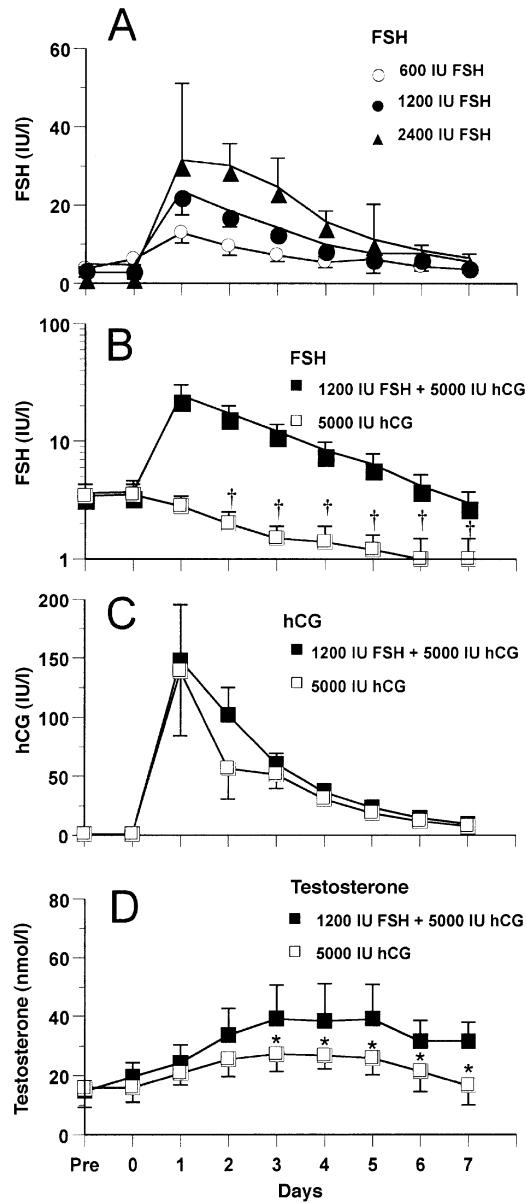 A
FSH
600 IU FSH
1200 IU FSH
2400 IU FSH
FSH (IU/l)
60
40
20
0
B
FSH
1200 IU FSH + 5000 IU hCG
5000 IU hCG
FSH (IU/l)
100
10
1
† † † † † †
C
hCG
1200 IU FSH + 5000 IU hCG
5000 IU hCG
hCG (IU/l)
200
150
100
50
0
D
Testosterone
1200 IU FSH + 5000 IU hCG
5000 IU hCG
Testosterone (nmol/l)
80
60
40
20
0
* * * * *
Pre 0 1 2 3 4 5 6 7
Days